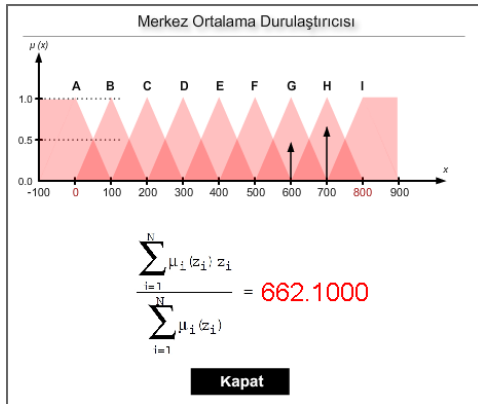 Merkez Ortalama Durulaştırıcısı
μ (x)
A B C D E F G H I
1.0
0.5
0.0
x
-100 0 100 200 300 400 500 600 700 800 900
N
∑ μi(zi) zi
i=1
= 662.1000
N
∑ μi(zi)
i=1
Kapat